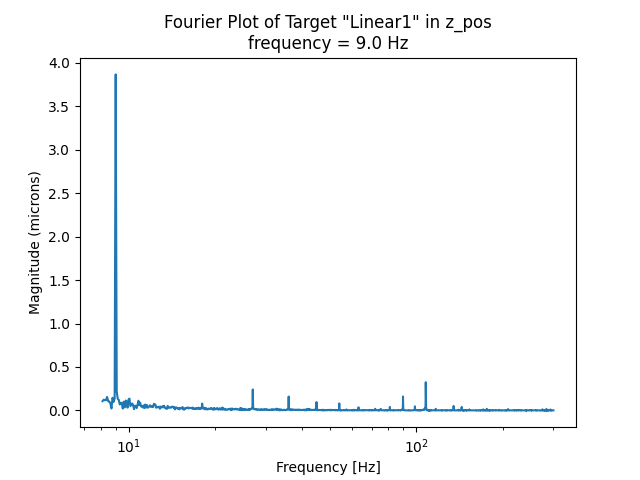 Fourier Plot of Target "Linear1" in z_pos
frequency = 9.0 Hz
4.0
3.5
3.0
2.5
2.0
1.5
1.0
0.5
0.0
Magnitude (microns)
10¹
10²
Frequency [Hz]